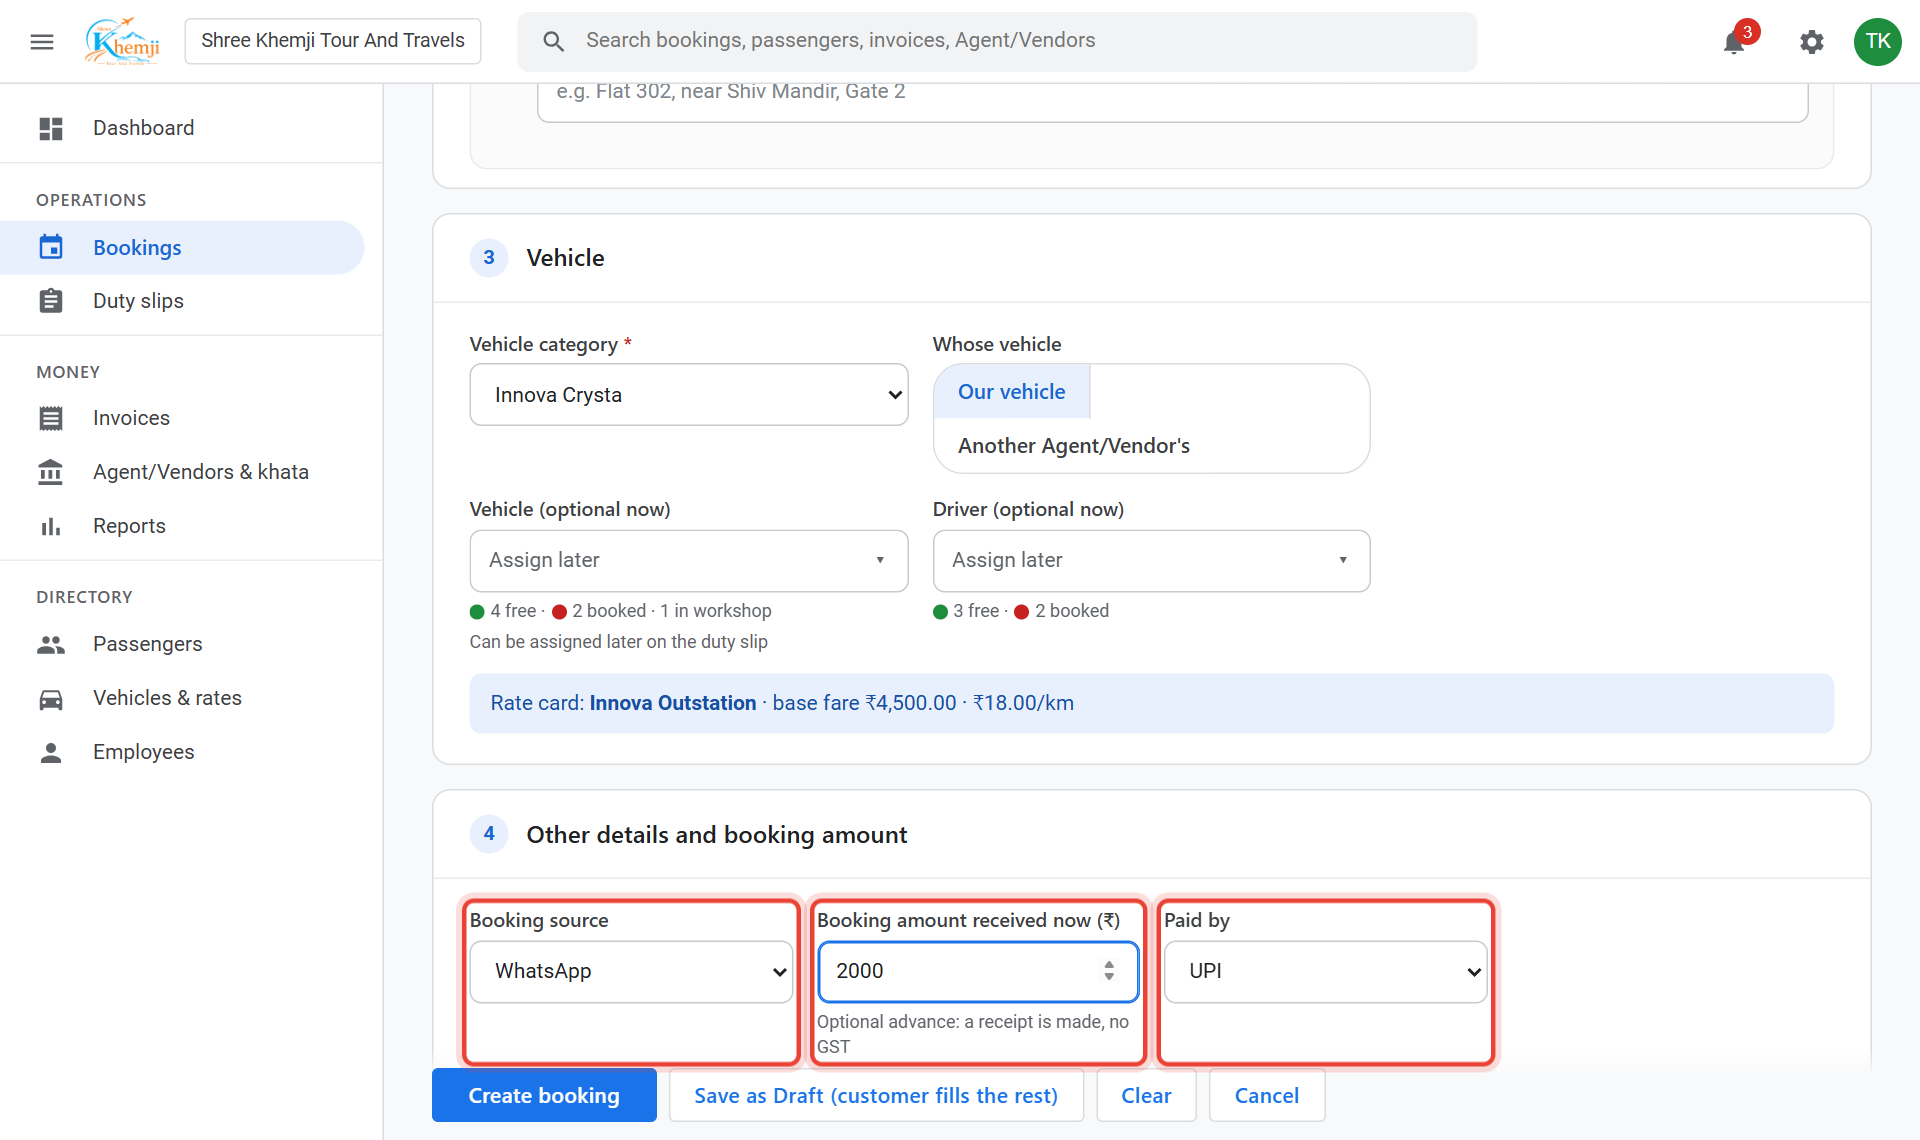 Khemji
Shree Khemji Tour And Travels
Search bookings, passengers, invoices, Agent/Vendors
3
TK
Dashboard
OPERATIONS
Bookings
Duty slips
MONEY
Invoices
Agent/Vendors & khata
Reports
DIRECTORY
Passengers
Vehicles & rates
Employees
e.g. Flat 302, near Shiv Mandir, Gate 2
3 Vehicle
Vehicle category * Whose vehicle
Innova Crysta Our vehicle
Another Agent/Vendor's
Vehicle (optional now) Driver (optional now)
Assign later Assign later
4 free · 2 booked · 1 in workshop 3 free · 2 booked
Can be assigned later on the duty slip
Rate card: Innova Outstation · base fare ₹4,500.00 · ₹18.00/km
4 Other details and booking amount
Booking source Booking amount received now (₹) Paid by
WhatsApp 2000 UPI
Optional advance: a receipt is made, no
GST
Create booking Save as Draft (customer fills the rest) Clear Cancel